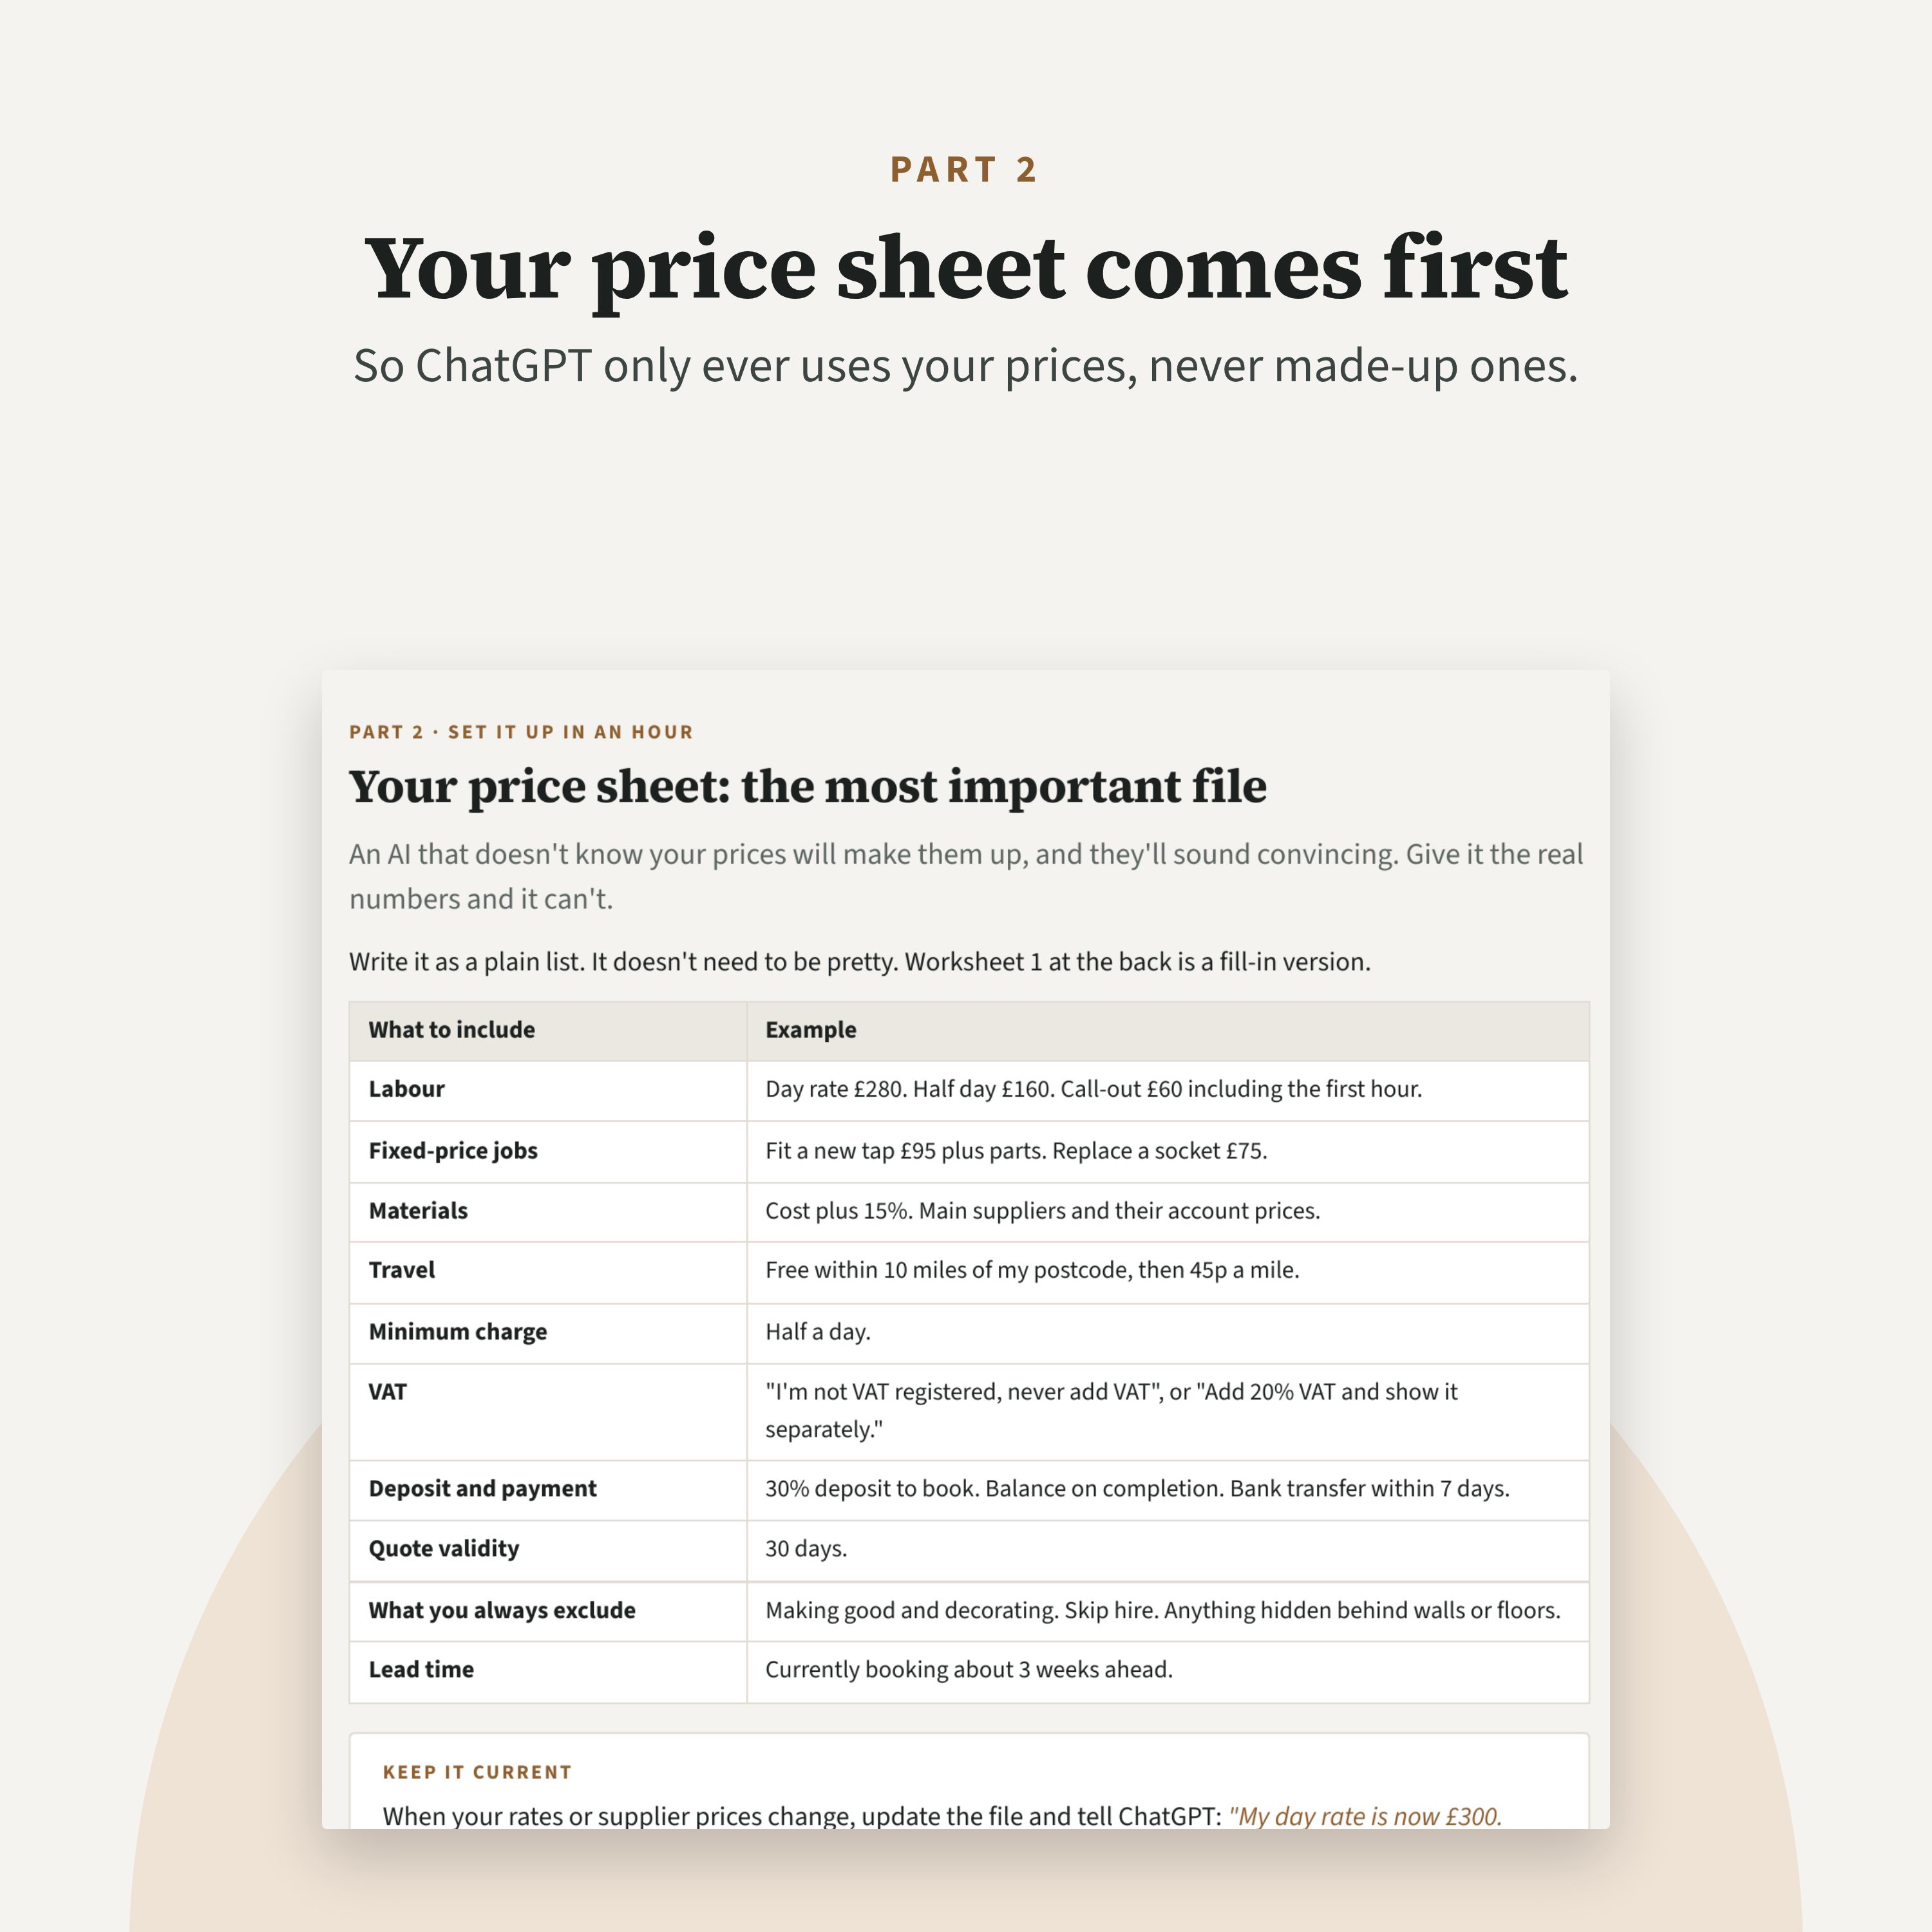 PART 2
Your price sheet comes first
So ChatGPT only ever uses your prices, never made-up ones.
PART 2 · SET IT UP IN AN HOUR
Your price sheet: the most important file
An AI that doesn't know your prices will make them up, and they'll sound convincing. Give it the real
numbers and it can't.
Write it as a plain list. It doesn't need to be pretty. Worksheet 1 at the back is a fill-in version.
What to include Example
Labour Day rate £280. Half day £160. Call-out £60 including the first hour.
Fixed-price jobs Fit a new tap £95 plus parts. Replace a socket £75.
Materials Cost plus 15%. Main suppliers and their account prices.
Travel Free within 10 miles of my postcode, then 45p a mile.
Minimum charge Half a day.
VAT "I'm not VAT registered, never add VAT", or "Add 20% VAT and show it
separately."
Deposit and payment 30% deposit to book. Balance on completion. Bank transfer within 7 days.
Quote validity 30 days.
What you always exclude Making good and decorating. Skip hire. Anything hidden behind walls or floors.
Lead time Currently booking about 3 weeks ahead.
KEEP IT CURRENT
When your rates or supplier prices change, update the file and tell ChatGPT: "My day rate is now £300.